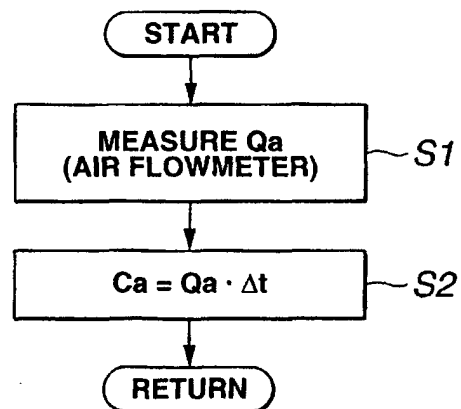 START
MEASURE Qa
(AIR FLOWMETER)
S1
Ca = Qa · Δt
S2
RETURN